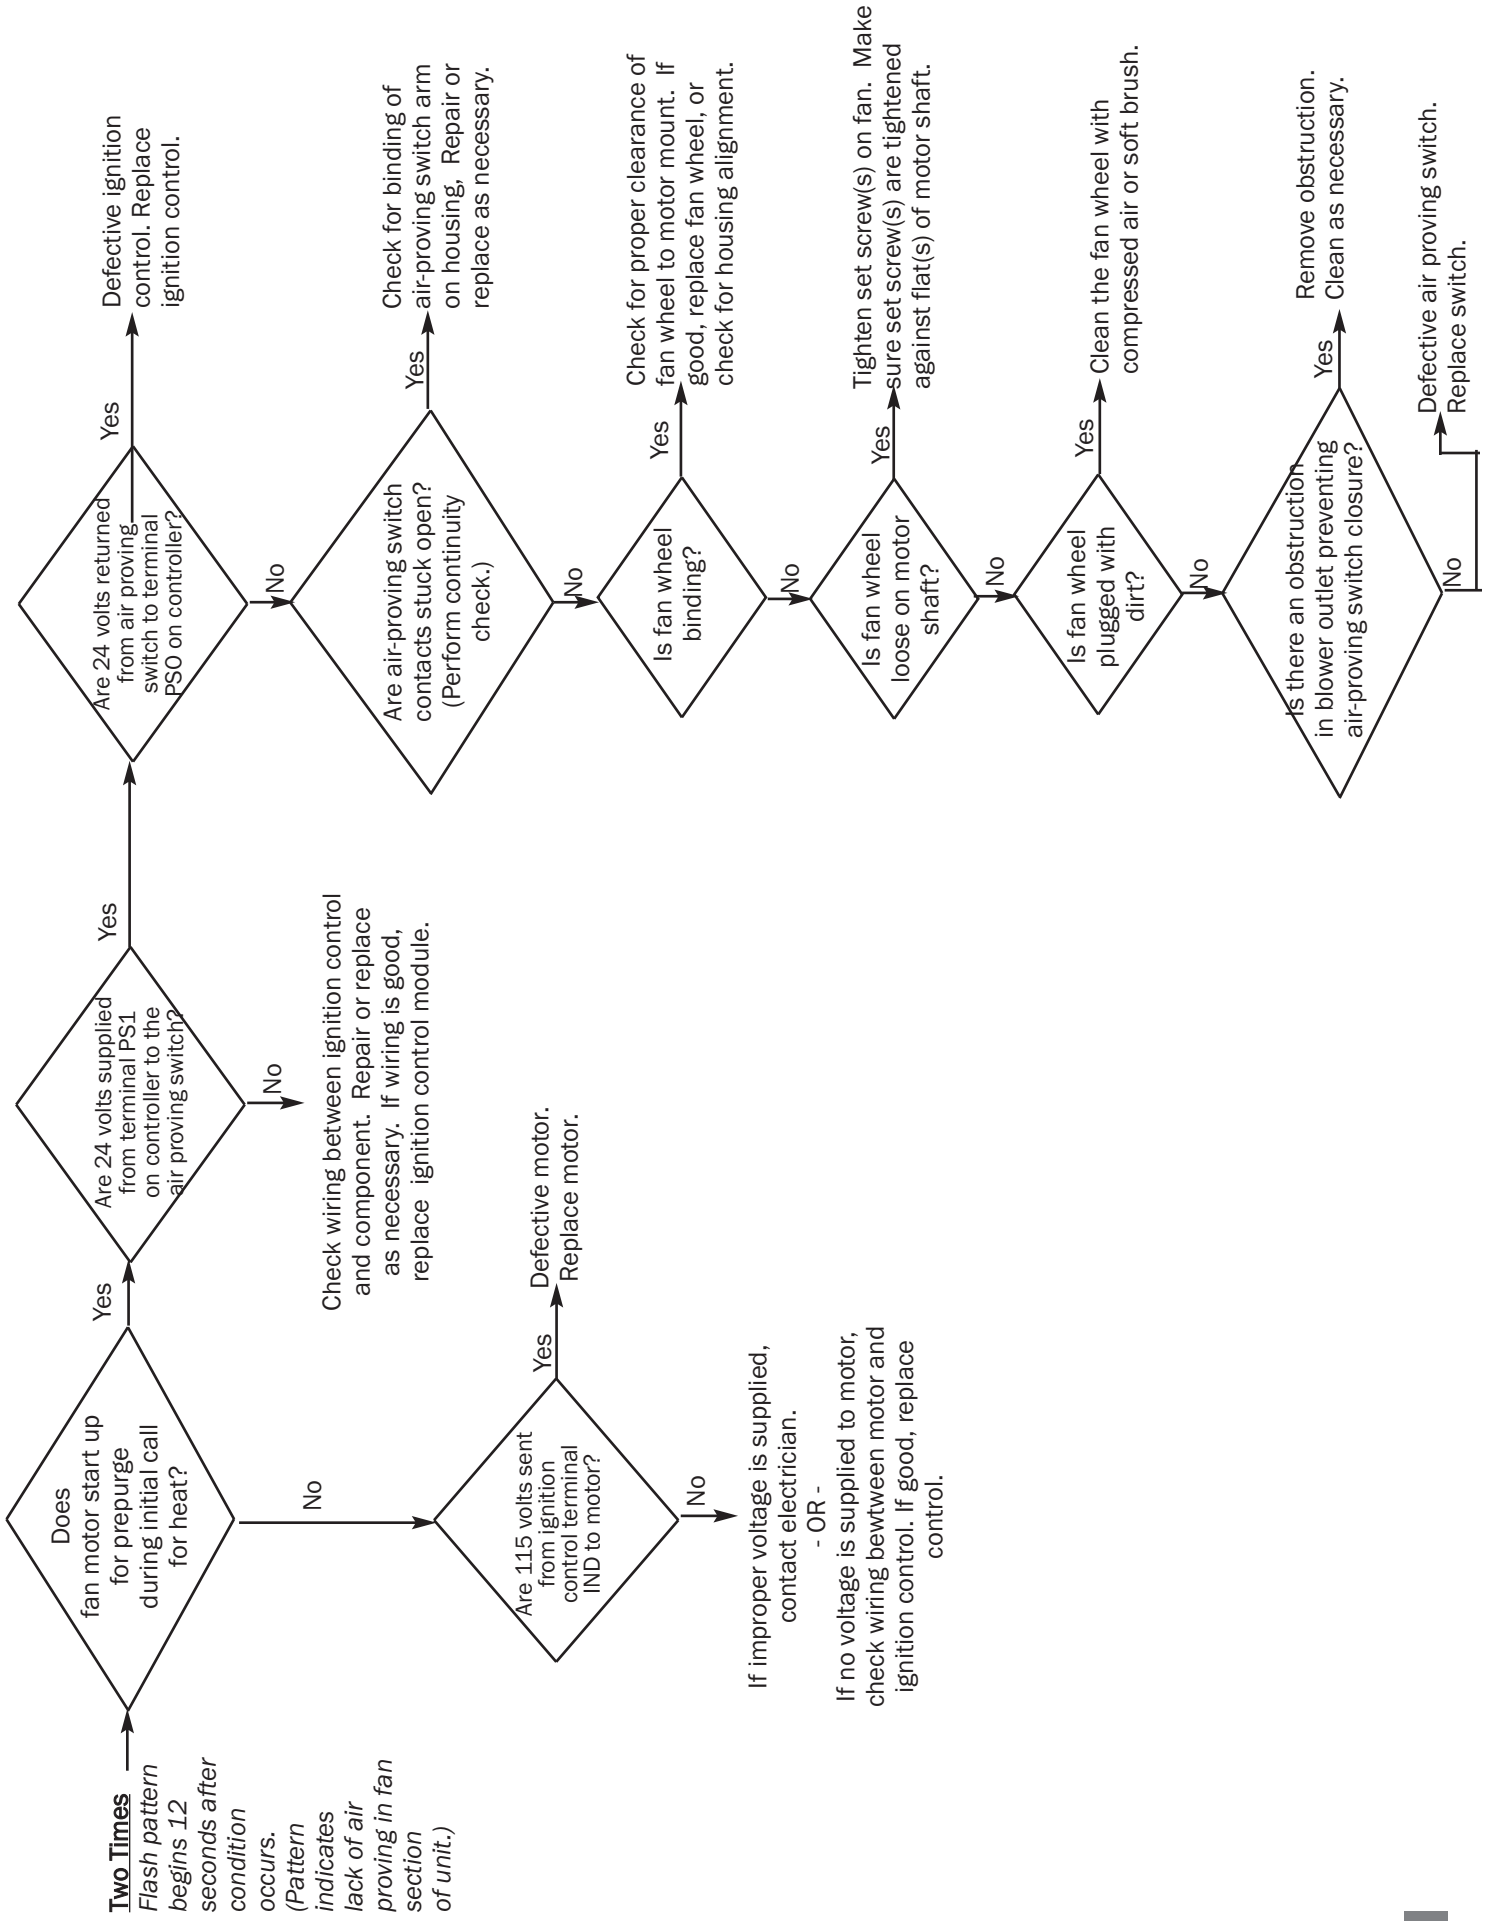 Two Times
Flash pattern
begins 12
seconds after
condition
occurs.
(Pattern
indicates
lack of air
proving in fan
section
of unit.)
Does
fan motor start up
for prepurge
during initial call
for heat?
Yes
No
Are 24 volts supplied
from terminal PS1
on controller to the
air proving switch?
Yes
No
Check wiring between ignition control
and component. Repair or replace
as necessary. If wiring is good,
replace ignition control module.
Are 115 volts sent
from ignition
control terminal
IND to motor?
Yes
Defective motor.
Replace motor.
No
If improper voltage is supplied,
contact electrician.
- OR -
If no voltage is supplied to motor,
check wiring bewtween motor and
ignition control. If good, replace
control.
Are 24 volts returned
from air proving
switch to terminal
PSO on controller?
Yes
Defective ignition
control. Replace
ignition control.
No
Are air-proving switch
contacts stuck open?
(Perform continuity
check.)
Yes
Check for binding of
air-proving switch arm
on housing, Repair or
replace as necessary.
No
Is fan wheel
binding?
Yes
Check for proper clearance of
fan wheel to motor mount. If
good, replace fan wheel, or
check for housing alignment.
No
Is fan wheel
loose on motor
shaft?
Yes
Tighten set screw(s) on fan. Make
sure set screw(s) are tightened
against flat(s) of motor shaft.
No
Is fan wheel
plugged with
dirt?
Yes
Clean the fan wheel with
compressed air or soft brush.
No
Is there an obstruction
in blower outlet preventing
air-proving switch closure?
Yes
Remove obstruction.
Clean as necessary.
No
Defective air proving switch.
Replace switch.